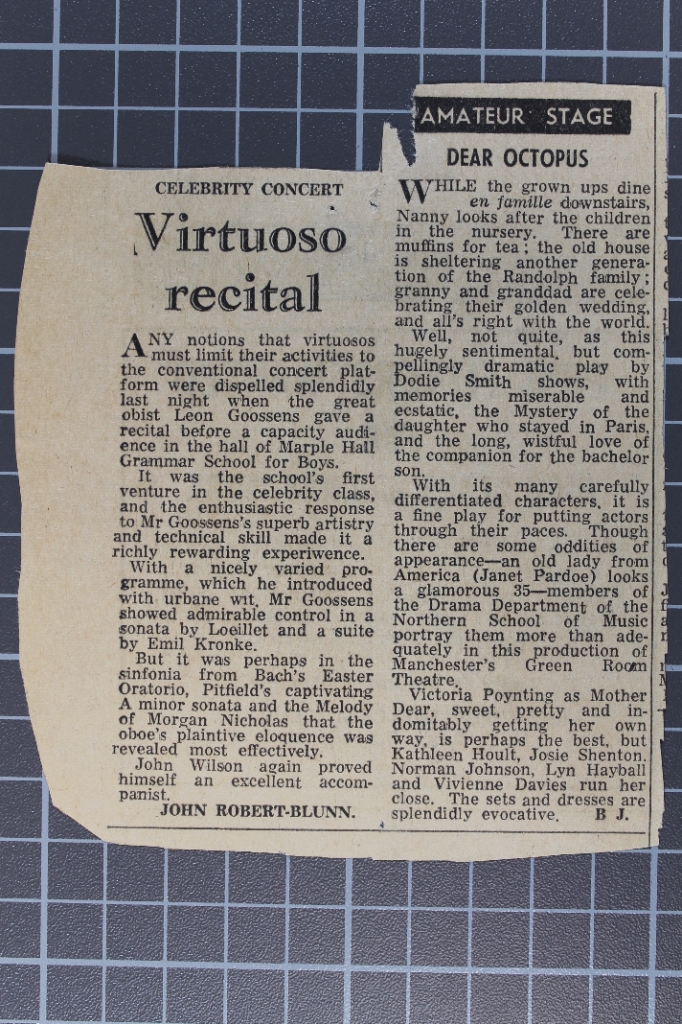 CELEBRITY CONCERT
Virtuoso
recital
ANY notions that virtuosos
must limit their activities to
the conventional concert plat-
form were dispelled splendidly
last night when the great
obist Leon Goossens gave a
recital before a capacity audi-
ence in the hall of Marple Hall
Grammar School for Boys.
It was the school's first
venture in the celebrity class,
and the enthusiastic response
to Mr Goossens's superb artistry
and technical skill made it a
richly rewarding experiwence.
With a nicely varied pro-
gramme, which he introduced
with urbane wit, Mr Goossens
showed admirable control in a
sonata by Loeillet and a suite
by Emil Kronke.
But it was perhaps in the
sinfonia from Bach's Easter
Oratorio, Pitfield's captivating
A minor sonata and the Melody
of Morgan Nicholas that the
oboe's plaintive eloquence was
revealed most effectively.
John Wilson again proved
himself an excellent accom-
panist.
JOHN ROBERT-BLUNN.
AMATEUR STAGE
DEAR OCTOPUS
WHILE the grown ups dine
en famille downstairs,
Nanny looks after the children
in the nursery. There are
muffins for tea; the old house
is sheltering another genera-
tion of the Randolph family;
granny and granddad are cele-
brating their golden wedding,
and all's right with the world.
Well, not quite, as this
hugely sentimental, but com-
pellingly dramatic play by
Dodie Smith shows, with
memories miserable and
ecstatic, the Mystery of the
daughter who stayed in Paris,
and the long, wistful love of
the companion for the bachelor
son.
With its many carefully
differentiated characters, it is
a fine play for putting actors
through their paces. Though
there are some oddities of
appearance—an old lady from
America (Janet Pardoe) looks
a glamorous 35—members of
the Drama Department of the
Northern School of Music
portray them more than ade-
quately in this production of
Manchester's Green Room
Theatre.
Victoria Poynting as Mother
Dear, sweet, pretty and in-
domitably getting her own
way, is perhaps the best, but
Kathleen Hoult, Josie Shenton,
Norman Johnson, Lyn Hayball
and Vivienne Davies run her
close. The sets and dresses are
splendidly evocative. B J.